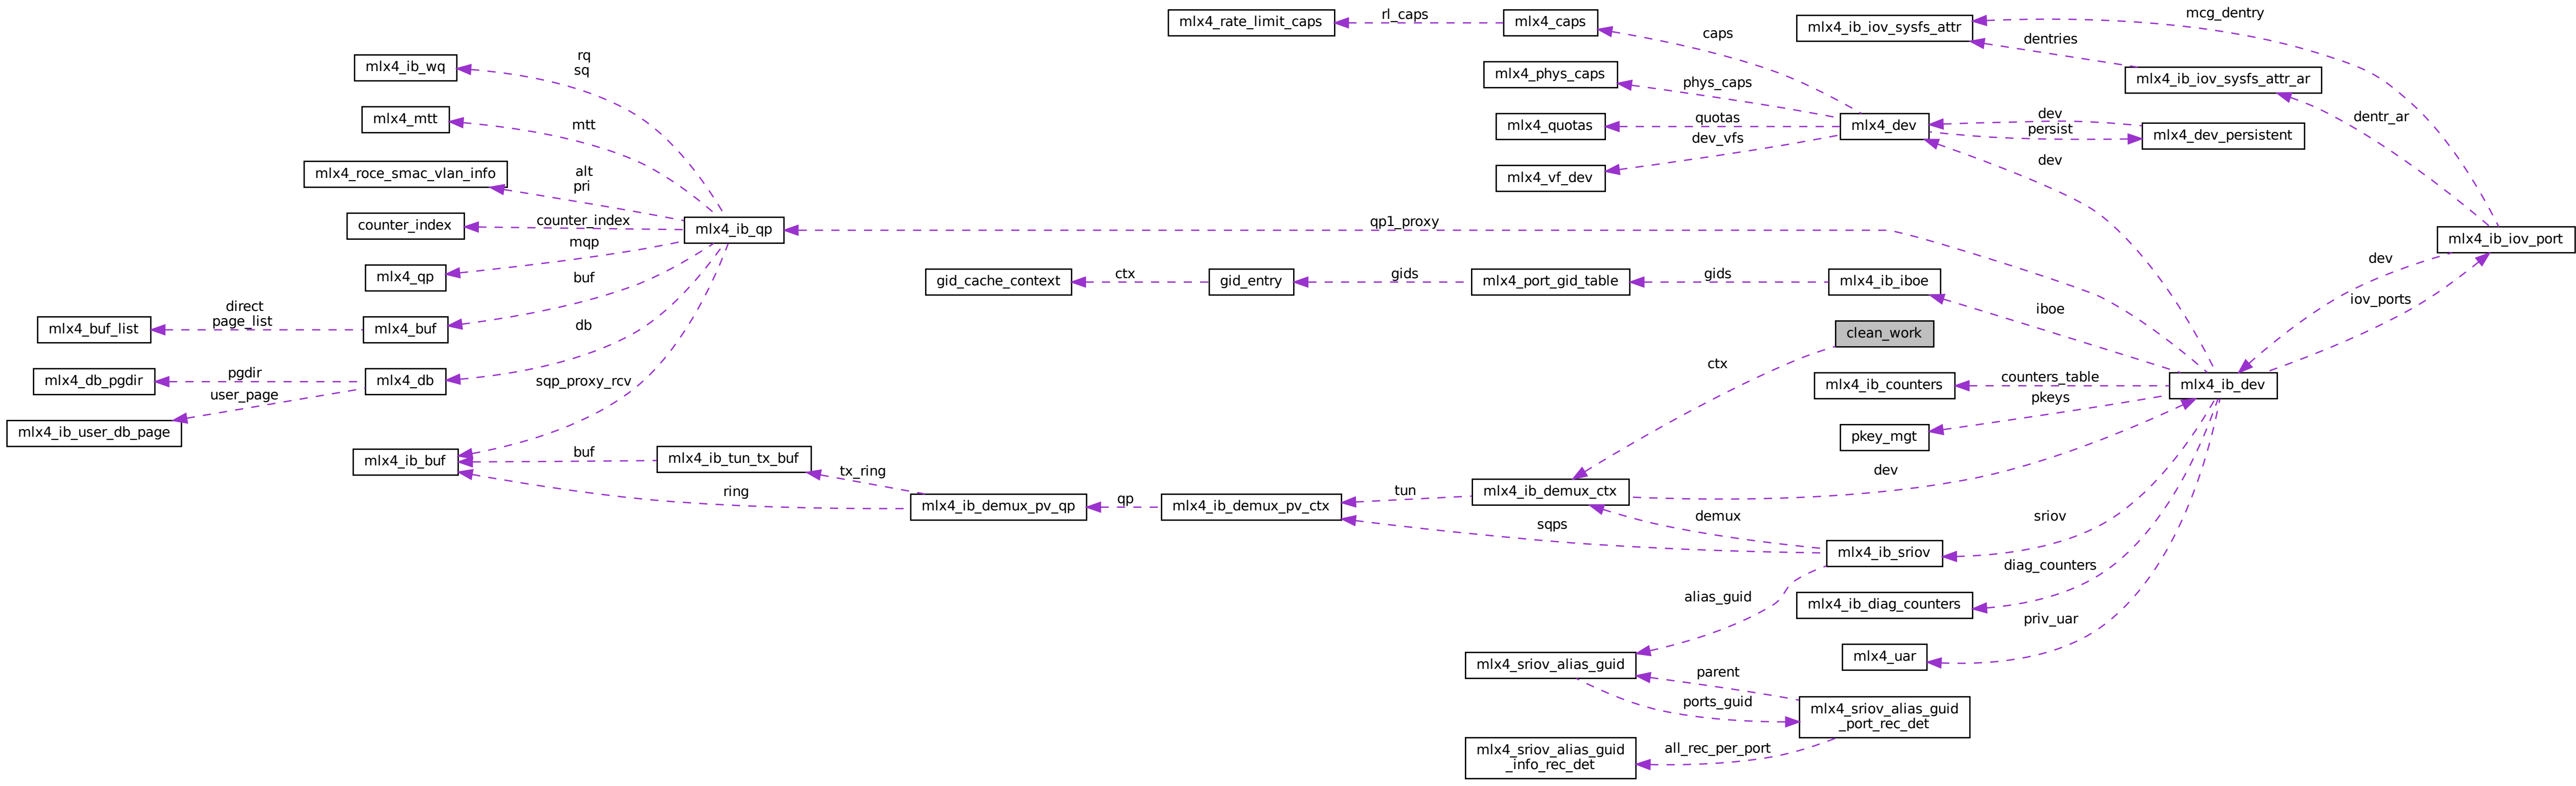 mlx4_rate_limit_caps
rl_caps
mlx4_caps
mlx4_ib_iov_sysfs_attr
mcg_dentry
dentries
caps
mlx4_ib_wq
rq
sq
mlx4_phys_caps
phys_caps
mlx4_ib_iov_sysfs_attr_ar
mlx4_mtt
mtt
mlx4_quotas
quotas
mlx4_dev
dev
persist
mlx4_dev_persistent
dentr_ar
mlx4_roce_smac_vlan_info
alt
pri
mlx4_vf_dev
dev_vfs
dev
counter_index
counter_index
mlx4_ib_qp
qp1_proxy
mlx4_ib_iov_port
mlx4_qp
mqp
buf
gid_cache_context
ctx
gid_entry
gids
mlx4_port_gid_table
gids
mlx4_ib_iboe
dev
iov_ports
mlx4_buf_list
direct
page_list
mlx4_buf
db
clean_work
iboe
mlx4_db_pgdir
pgdir
mlx4_db
sqp_proxy_rcv
ctx
mlx4_ib_counters
counters_table
mlx4_ib_dev
user_page
pkeys
mlx4_ib_user_db_page
pkey_mgt
mlx4_ib_buf
buf
mlx4_ib_tun_tx_buf
tx_ring
dev
ring
mlx4_ib_demux_pv_qp
qp
mlx4_ib_demux_pv_ctx
tun
mlx4_ib_demux_ctx
sqps
demux
sriov
mlx4_ib_sriov
diag_counters
alias_guid
mlx4_ib_diag_counters
priv_uar
mlx4_uar
mlx4_sriov_alias_guid
parent
ports_guid
mlx4_sriov_alias_guid
_port_rec_det
mlx4_sriov_alias_guid
_info_rec_det
all_rec_per_port